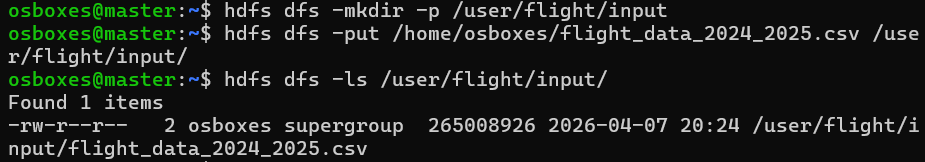 osboxes@master:~$ hdfs dfs -mkdir -p /user/flight/input
osboxes@master:~$ hdfs dfs -put /home/osboxes/flight_data_2024_2025.csv /use
r/flight/input/
osboxes@master:~$ hdfs dfs -ls /user/flight/input/
Found 1 items
-rw-r--r--   2 osboxes supergroup  265008926 2026-04-07 20:24 /user/flight/i
nput/flight_data_2024_2025.csv